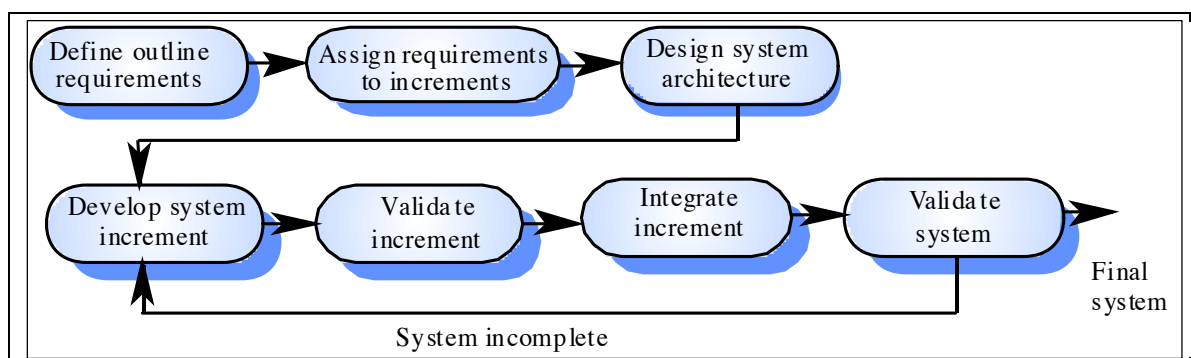 Define outline
requirements
Assign requirements
to increments
Design system
architecture
Develop system
increment
Validate
increment
Integrate
increment
Validate
system
Final
system
System incomplete